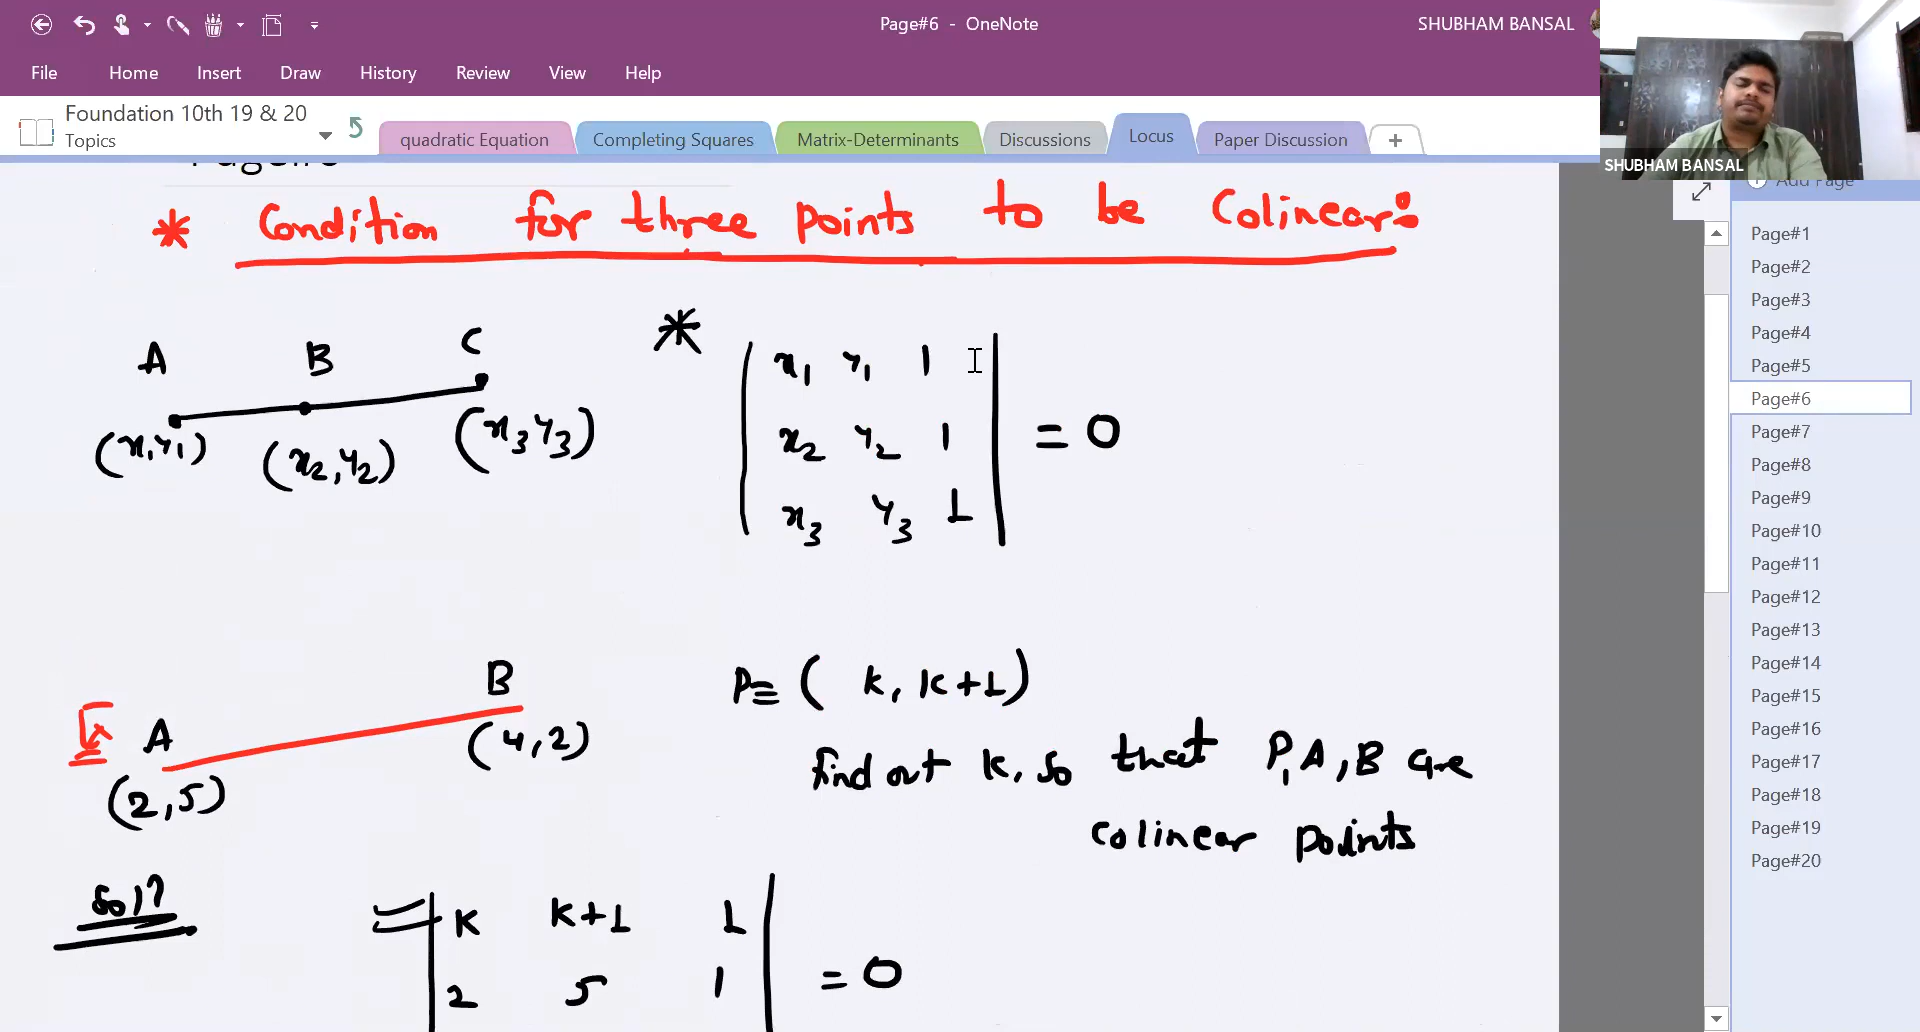 Page#6 - OneNote
SHUBHAM BANSAL
File Home Insert Draw History Review View Help
Foundation 10th 19 & 20
Topics
quadratic Equation
Completing Squares
Matrix-Determinants
Discussions
Locus
Paper Discussion
+
SHUBHAM BANSAL
Add Page
* Condition for three points to be Colinear:
A B C
(x,y1) (x2,y2) (x3y3)
*
x1 y1 1
x2 y2 1 = 0
x3 y3 1
A B
(2,5) (4,2)
P≡ (k, k+1)
find out k, so that P, A, B are
colinear points
Sol?
k k+1 1
2 5 1 = 0
Page#1
Page#2
Page#3
Page#4
Page#5
Page#6
Page#7
Page#8
Page#9
Page#10
Page#11
Page#12
Page#13
Page#14
Page#15
Page#16
Page#17
Page#18
Page#19
Page#20